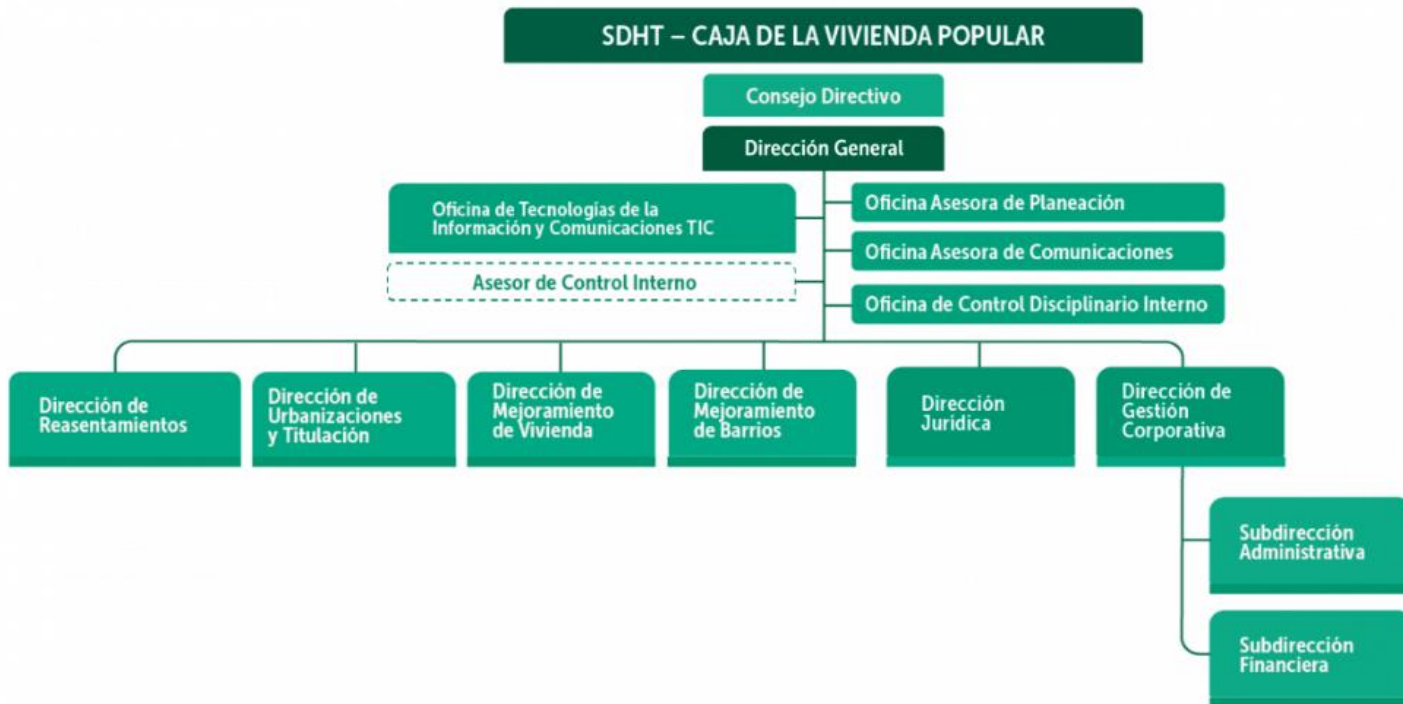 SDHT – CAJA DE LA VIVIENDA POPULAR
Consejo Directivo
Dirección General
Oficina de Tecnologías de la
Información y Comunicaciones TIC
Asesor de Control Interno
Oficina Asesora de Planeación
Oficina Asesora de Comunicaciones
Oficina de Control Disciplinario Interno
Dirección de
Reasentamientos
Dirección de
Urbanizaciones
y Titulación
Dirección de
Mejoramiento
de Vivienda
Dirección de
Mejoramiento
de Barrios
Dirección
Jurídica
Dirección de
Gestión
Corporativa
Subdirección
Administrativa
Subdirección
Financiera